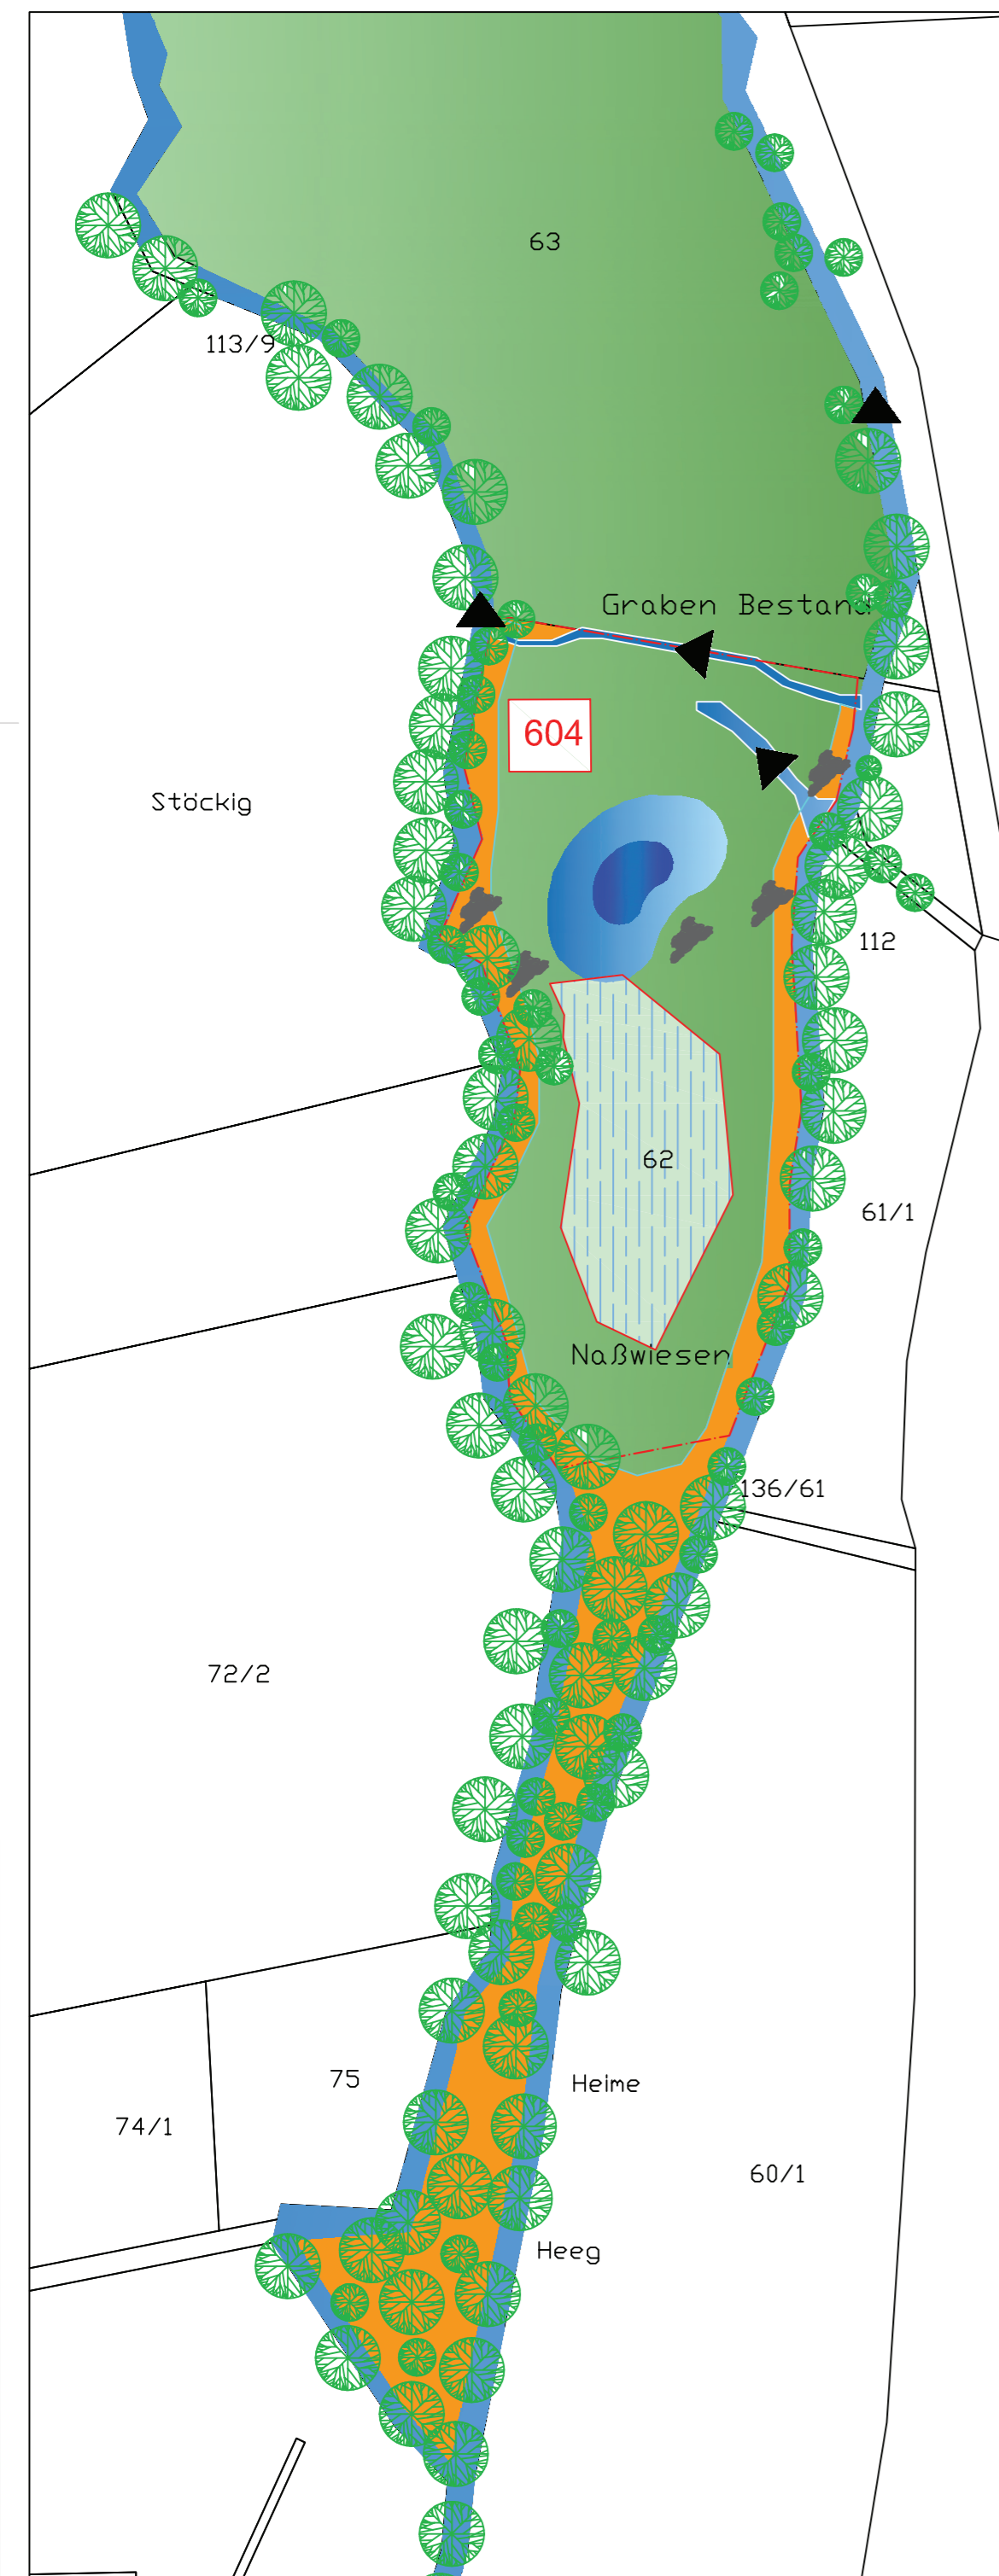 63
113/9
Graben Bestand
604
Stöckig
112
62
61/1
Naßwiesen
136/61
72/2
75
Heime
74/1
60/1
Heeg